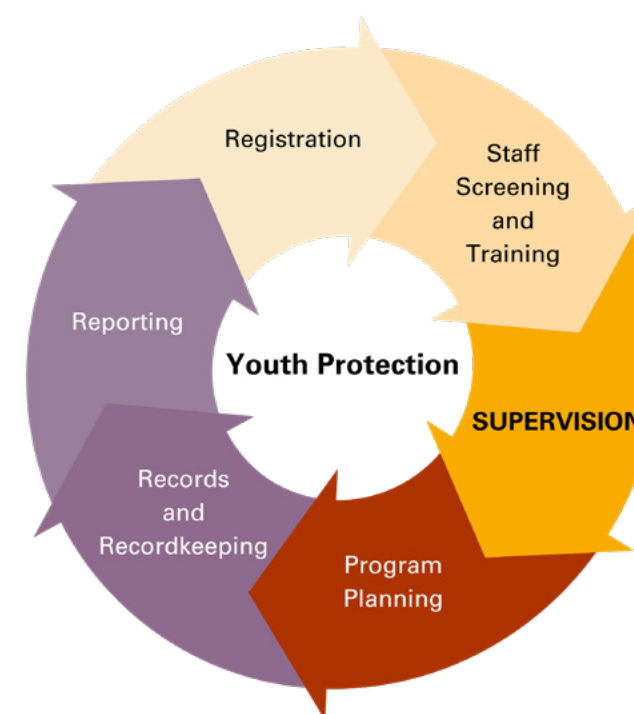 Registration
Staff
Screening
and
Training
SUPERVISION
Program
Planning
Records
and
Recordkeeping
Reporting
Youth Protection